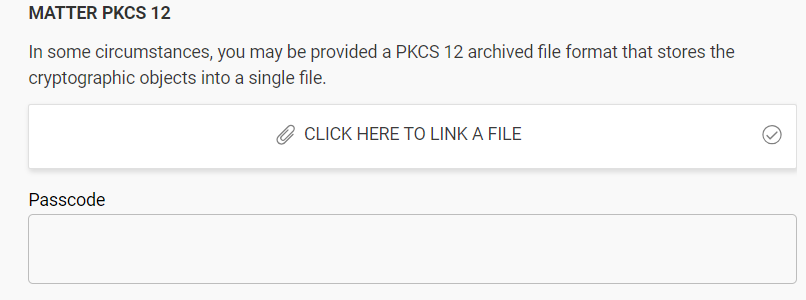 MATTER PKCS 12
In some circumstances, you may be provided a PKCS 12 archived file format that stores the
cryptographic objects into a single file.
CLICK HERE TO LINK A FILE
Passcode